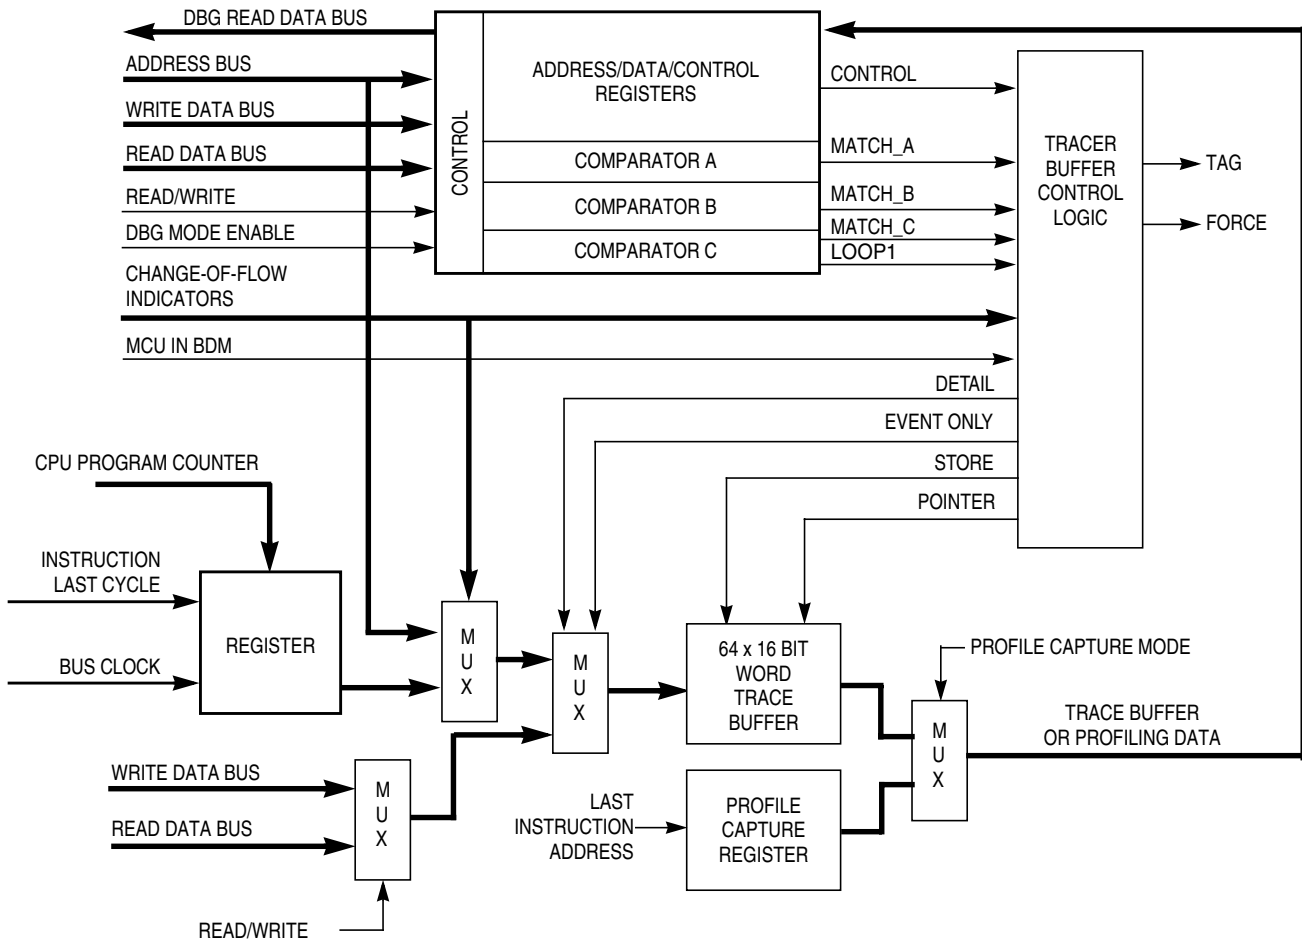 DBG READ DATA BUS
ADDRESS BUS
WRITE DATA BUS
READ DATA BUS
READ/WRITE
DBG MODE ENABLE
CHANGE-OF-FLOW
INDICATORS
MCU IN BDM
CONTROL
ADDRESS/DATA/CONTROL
REGISTERS
COMPARATOR A
COMPARATOR B
COMPARATOR C
CONTROL
MATCH_A
MATCH_B
MATCH_C
LOOP1
TRACER
BUFFER
CONTROL
LOGIC
TAG
FORCE
DETAIL
EVENT ONLY
STORE
POINTER
CPU PROGRAM COUNTER
INSTRUCTION
LAST CYCLE
BUS CLOCK
REGISTER
MUX
MUX
64 x 16 BIT
WORD
TRACE
BUFFER
PROFILE CAPTURE MODE
MUX
TRACE BUFFER
OR PROFILING DATA
WRITE DATA BUS
READ DATA BUS
MUX
READ/WRITE
LAST
INSTRUCTION
ADDRESS
PROFILE
CAPTURE
REGISTER